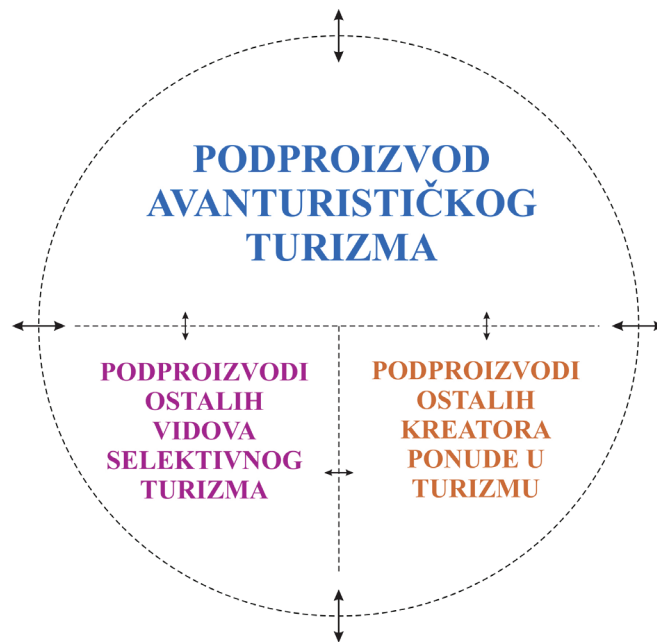 PODPROIZVOD
AVANTURISTIČKOG
TURIZMA
PODPROIZVODI
OSTALIH
VIDOVA
SELEKTIVNOG
TURIZMA
PODPROIZVODI
OSTALIH
KREATORA
PONUDE U
TURIZMU